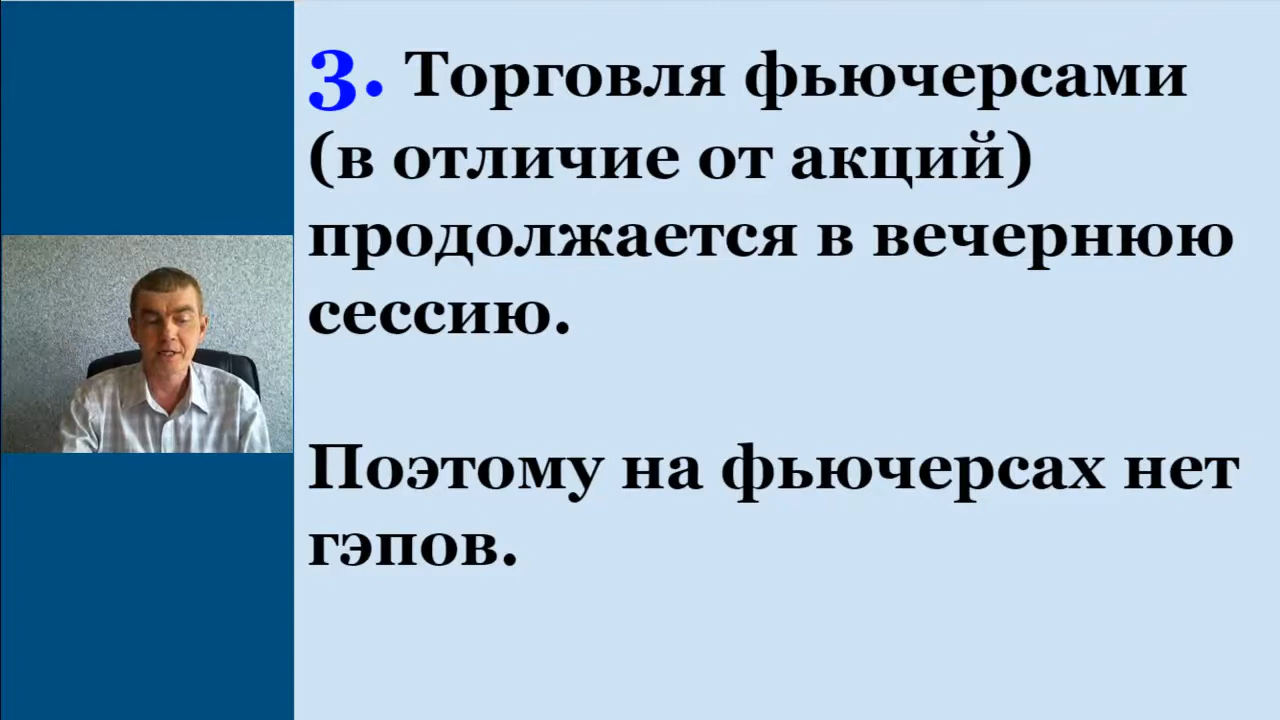 3. Торговля фьючерсами
(в отличие от акций)
продолжается в вечернюю
сессию.
Поэтому на фьючерсах нет
гэпов.